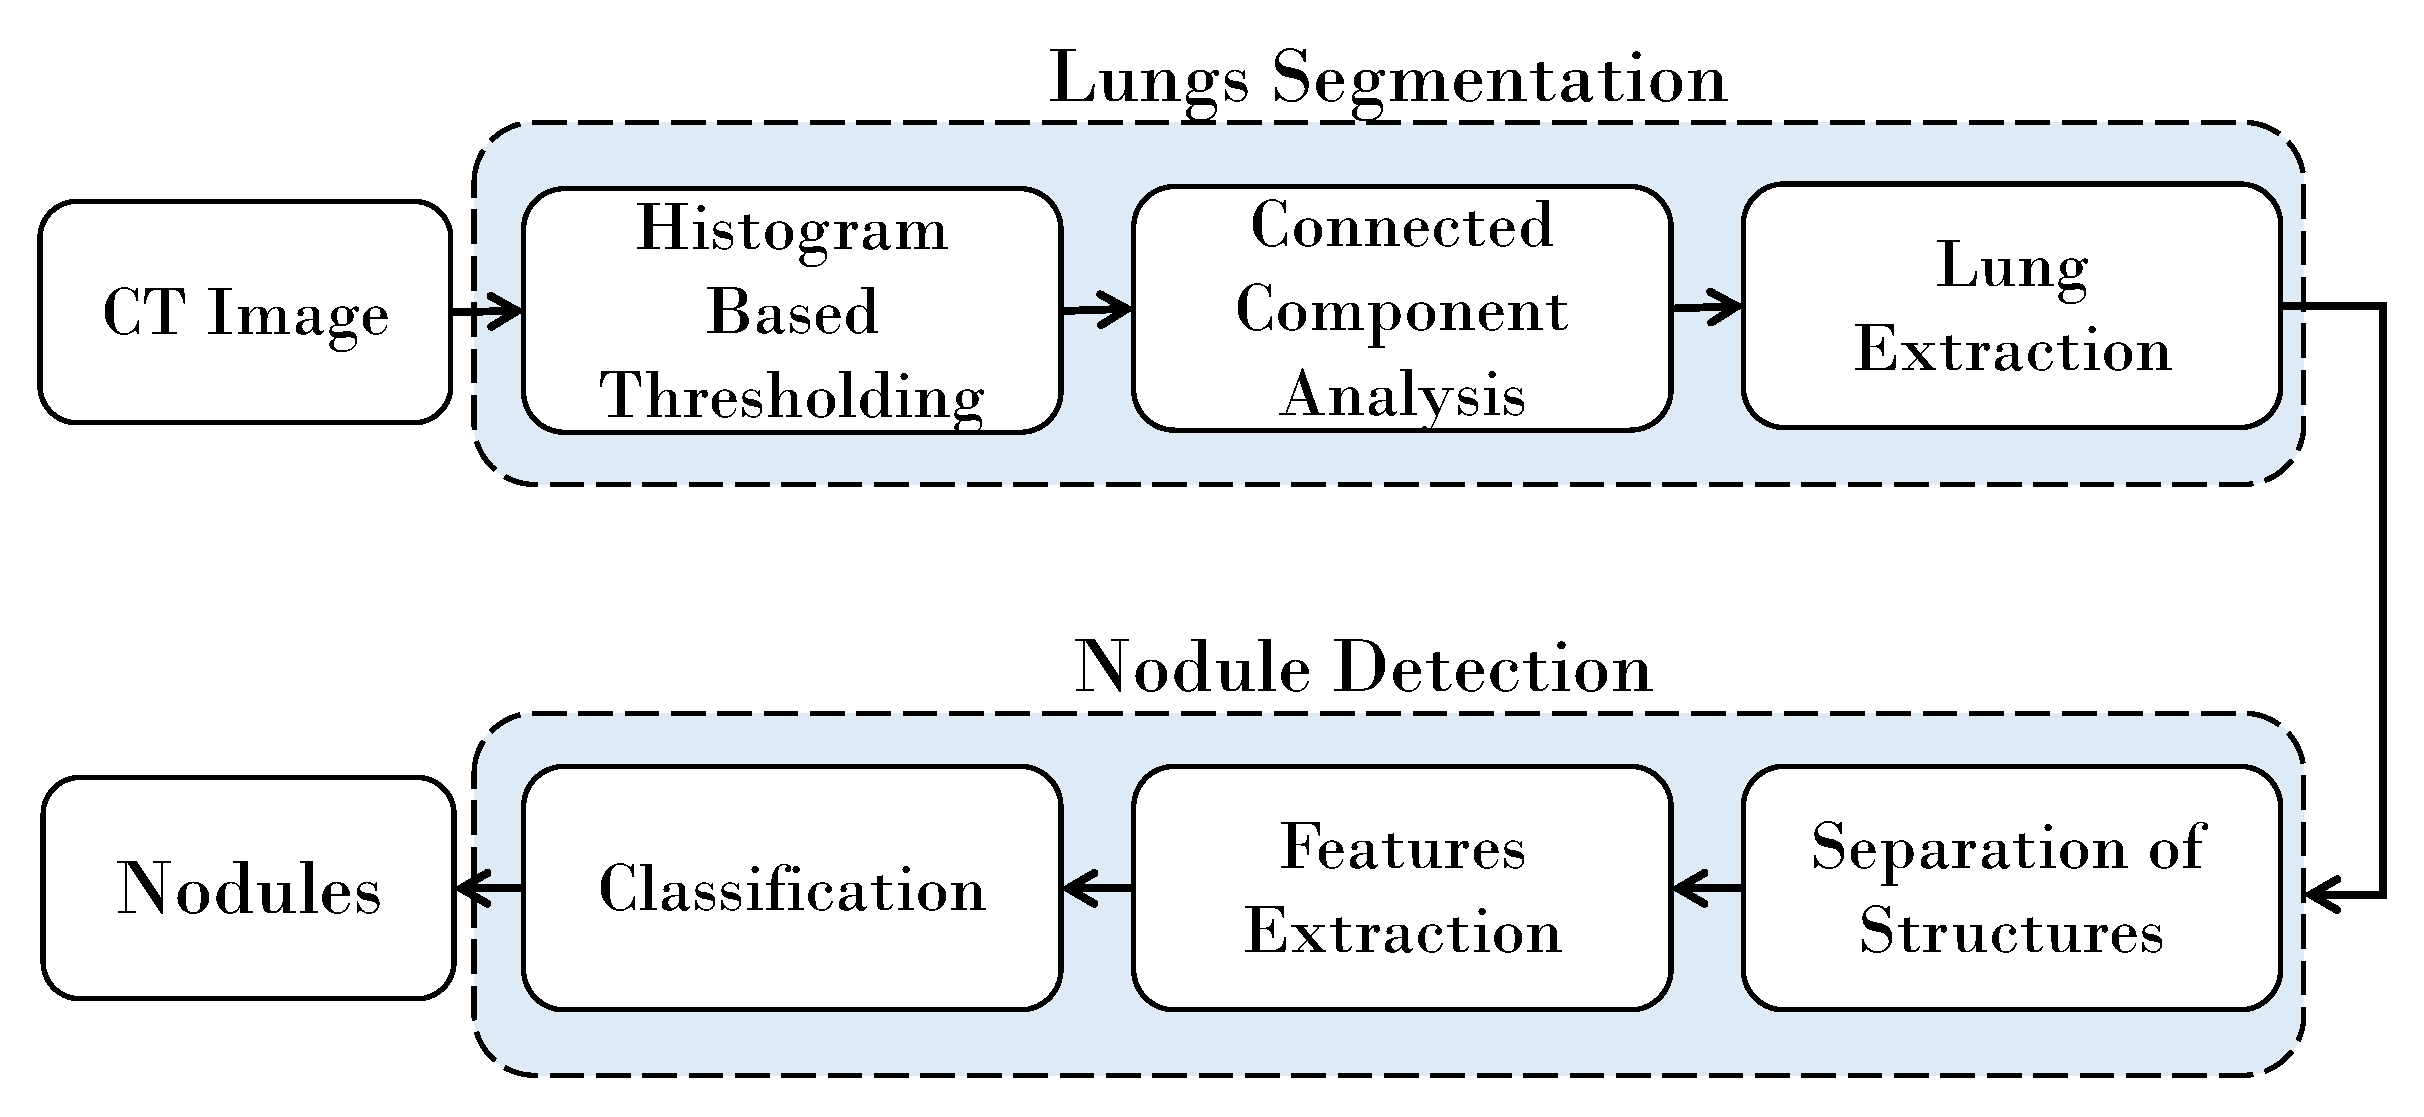 Lungs Segmentation
CT Image
Histogram
Based
Thresholding
Connected
Component
Analysis
Lung
Extraction
Nodule Detection
Nodules
Classification
Features
Extraction
Separation of
Structures